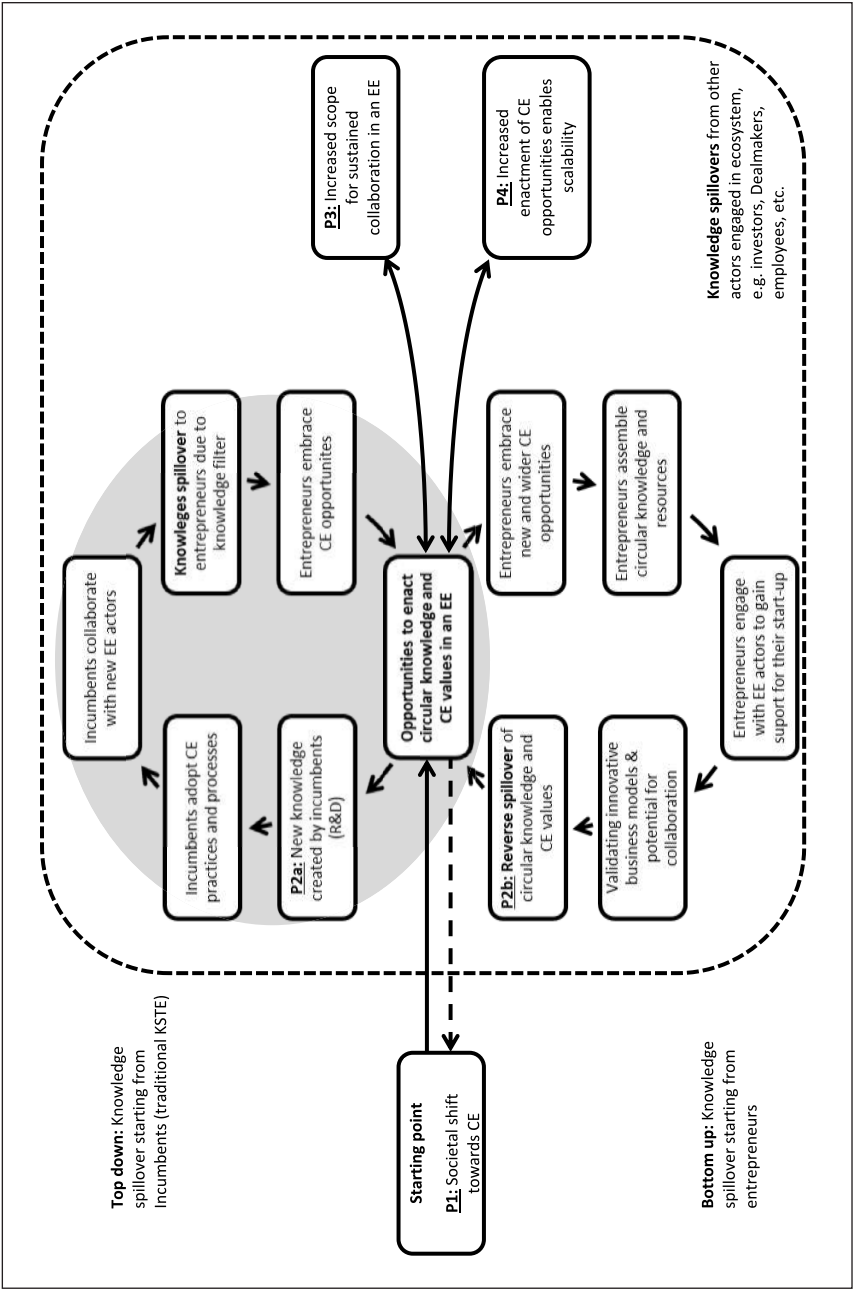 Top down: Knowledge
spillover starting from
Incumbents (traditional KSTE)
Incumbents collaborate
with new EE actors
Incumbents adopt CE
practices and processes
Knowleges spillover to
entrepreneurs due to
knowledge filter
P2a: New knowledge
created by incumbents
(R&D)
Entrepreneurs embrace
CE opportunites
P3: Increased scope
for sustained
collaboration in an EE
Starting point
P1: Societal shift
towards CE
Opportunities to enact
circular knowledge and
CE values in an EE
P4: Increased
enactment of CE
opportunities enables
scalability
P2b: Reverse spillover of
circular knowledge and
CE values
Entrepreneurs embrace
new and wider CE
opportunities
Validating innovative
business models &
potential for
collaboration
Entrepreneurs assemble
circular knowledge and
resources
Entrepreneurs engage
with EE actors to gain
suport for their start-up
Bottom up: Knowledge
spillover starting from
entrepreneurs
Knowledge spillovers from other
actors engaged in ecosystem,
e.g. investors, Dealmakers,
employees, etc.